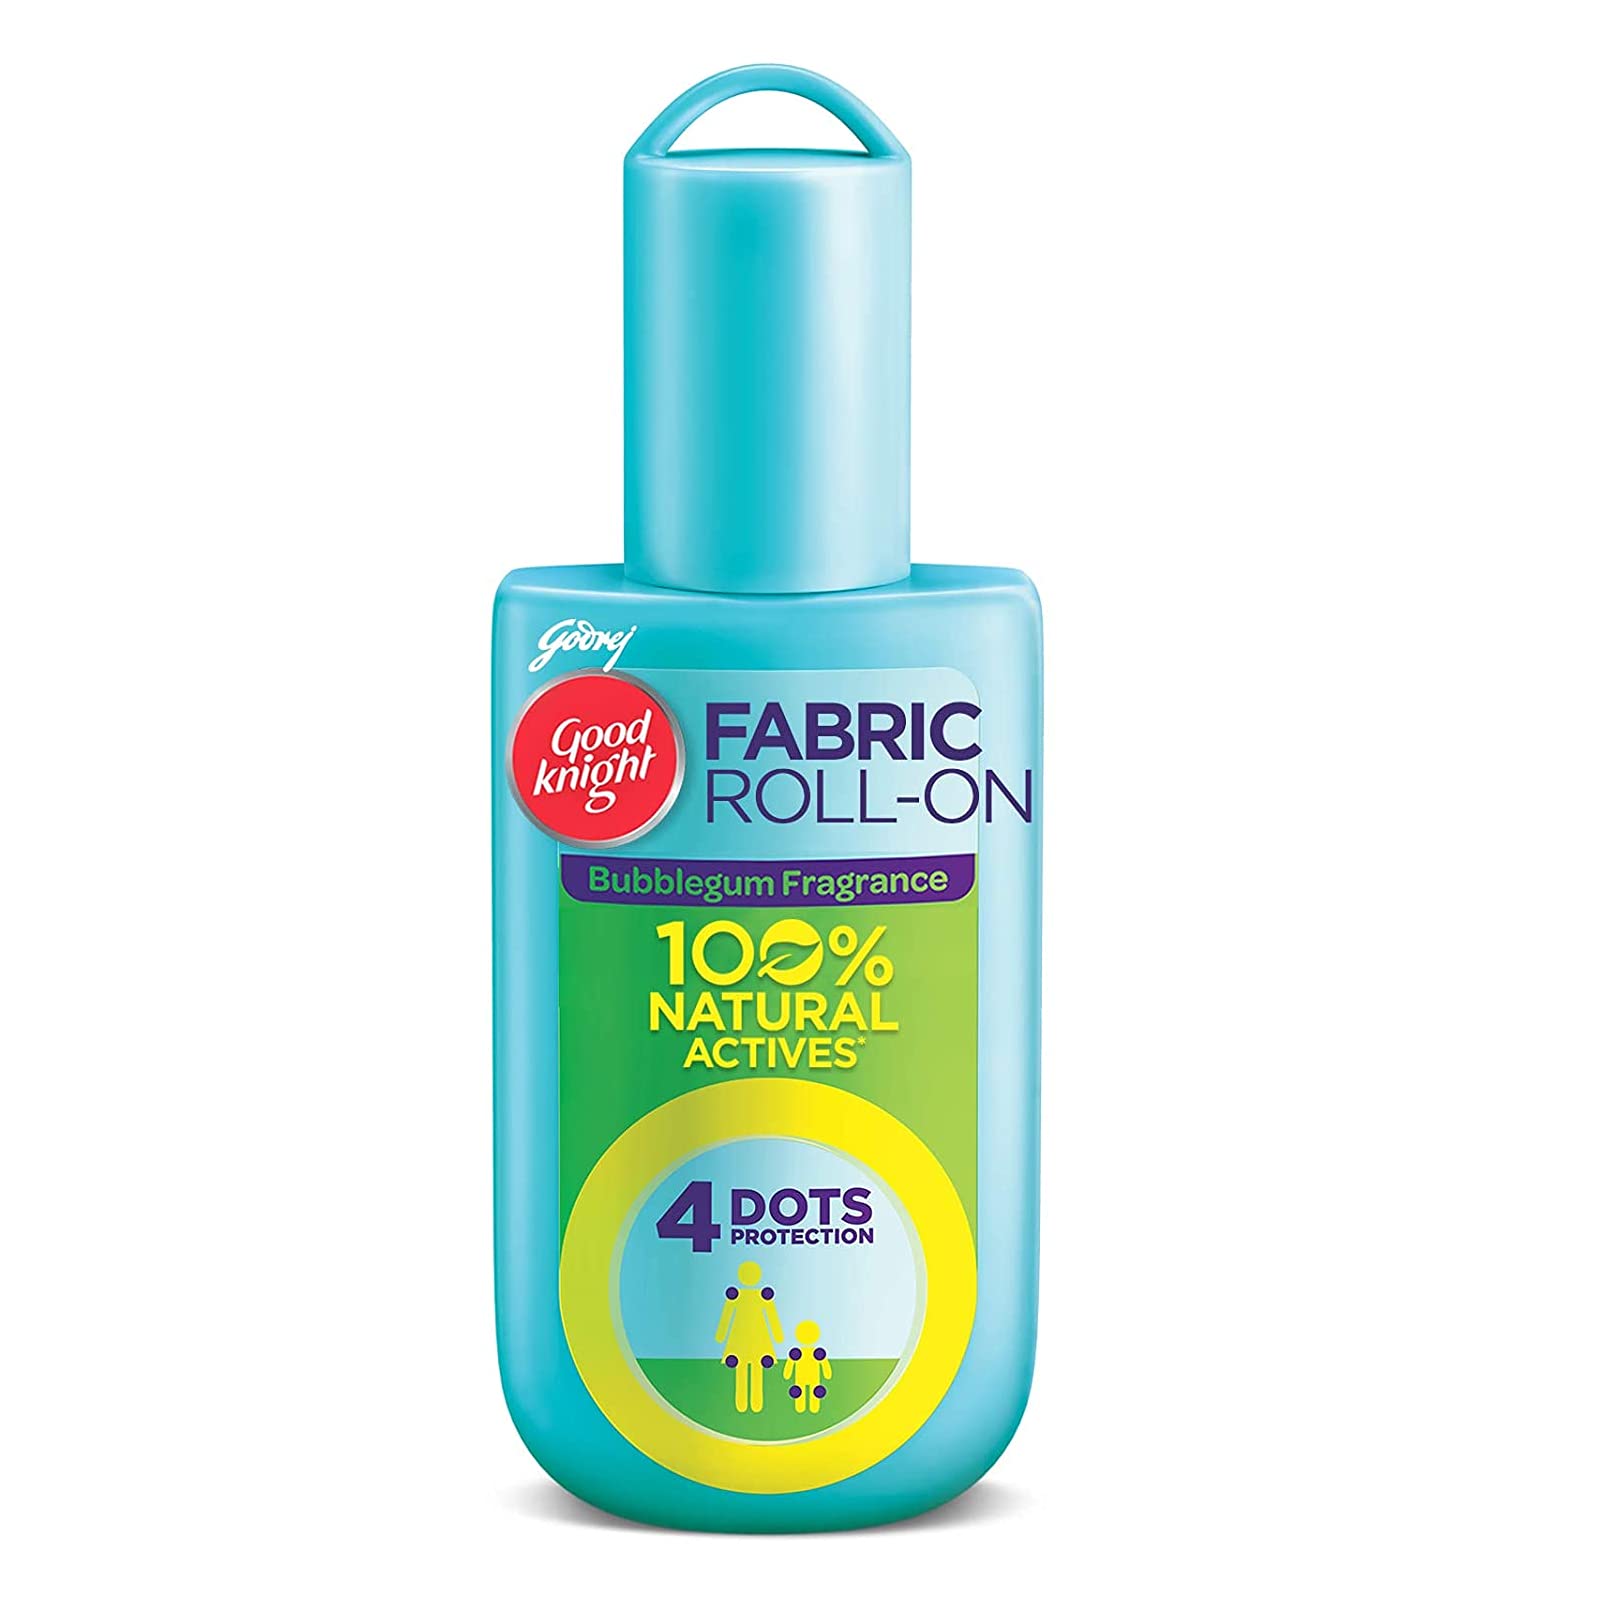 Godrej
Good
knight
FABRIC
ROLL-ON
Bubblegum Fragrance
100%
NATURAL
ACTIVES*
4 DOTS
PROTECTION